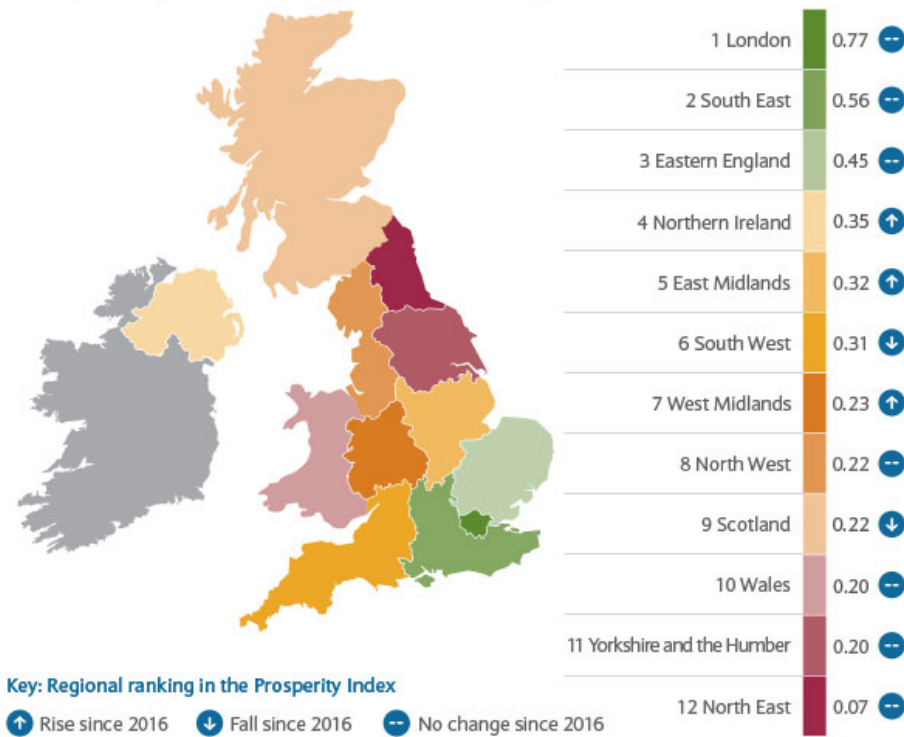 1 London 0.77 --
2 South East 0.56 --
3 Eastern England 0.45 --
4 Northern Ireland 0.35 ↑
5 East Midlands 0.32 ↑
6 South West 0.31 ↓
7 West Midlands 0.23 ↑
8 North West 0.22 --
9 Scotland 0.22 ↓
10 Wales 0.20 --
11 Yorkshire and the Humber 0.20 --
12 North East 0.07 --
Key: Regional ranking in the Prosperity Index
↑ Rise since 2016 ↓ Fall since 2016 -- No change since 2016